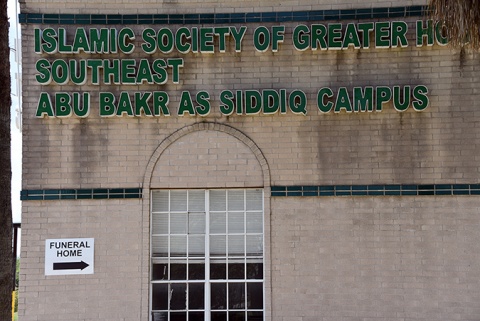 ISLAMIC SOCIETY OF GREATER HO
SOUTHEAST
ABU BAKR AS SIDDIQ CAMPUS
FUNERAL
HOME